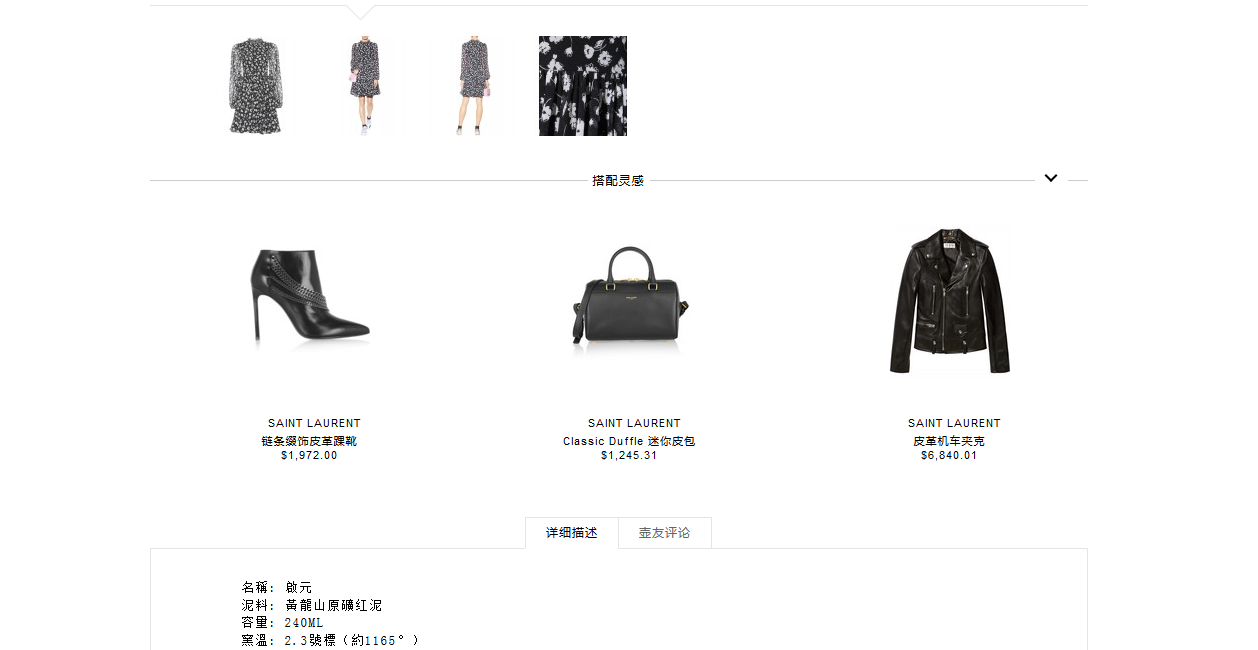 搭配灵感
SAINT LAURENT
链条缀饰皮革踝靴
$1,972.00
SAINT LAURENT
Classic Duffle 迷你皮包
$1,245.31
SAINT LAURENT
皮革机车夹克
$6,840.01
详细描述
壶友评论
名稱: 啟元
泥料: 黃龍山原礦红泥
容量: 240ML
窯溫: 2.3號標（約1165°）